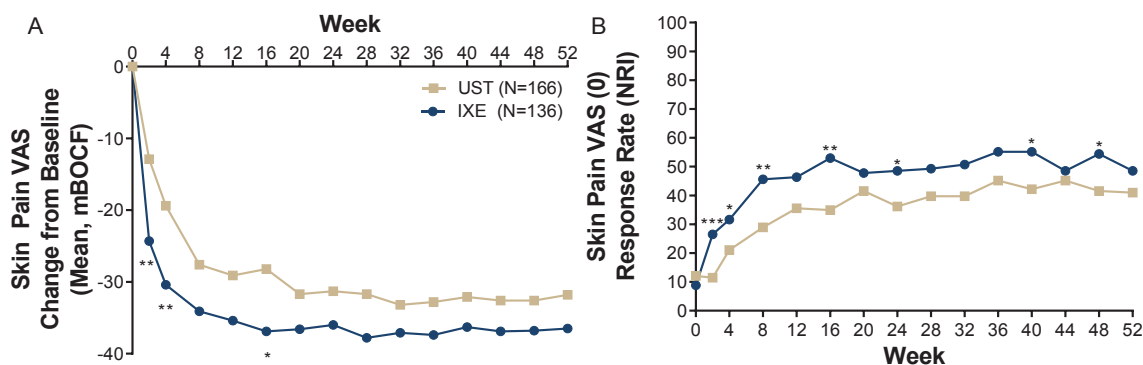 A
Week
0 4 8 12 16 20 24 28 32 36 40 44 48 52
0
-10
-20
-30
-40
Skin Pain VAS
Change from Baseline
(Mean, mBOCF)
UST (N=166)
IXE (N=136)
**
**
*
B
Skin Pain VAS (0)
Response Rate (NRI)
100
90
80
70
60
50
40
30
20
10
0
***
*
**
**
*
*
*
0 4 8 12 16 20 24 28 32 36 40 44 48 52
Week